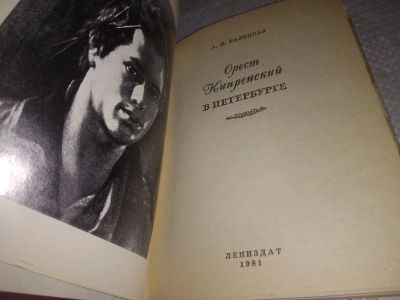 Орест
Кипренский
В ПЕТЕРБУРГЕ
ЛЕНИЗДАТ
1981